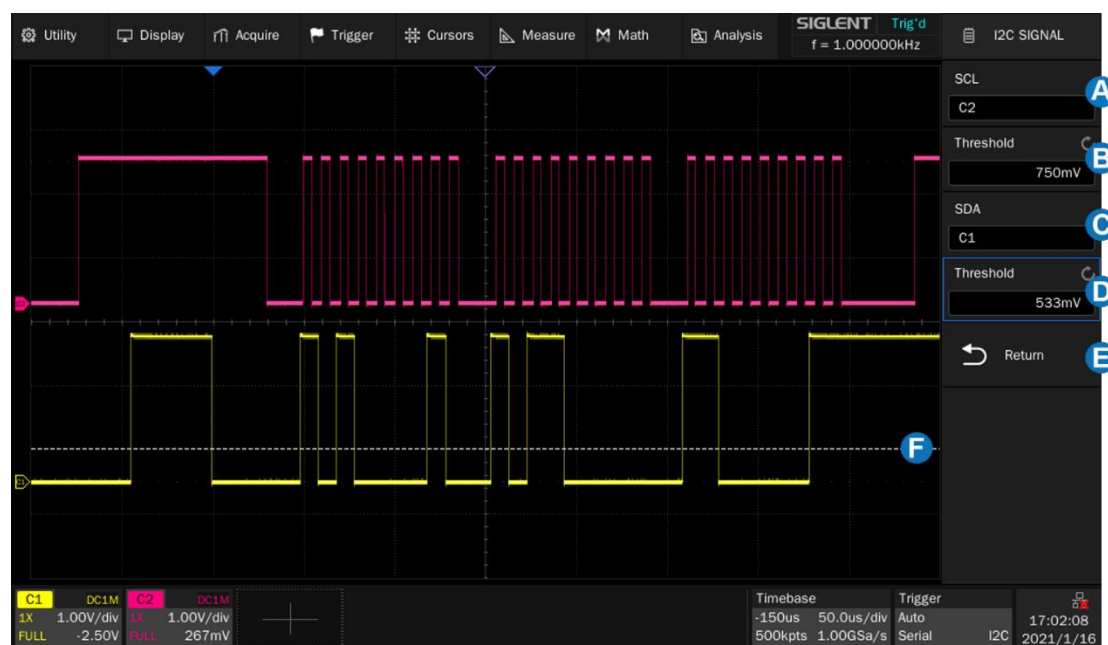 Utility Display Acquire Trigger Cursors Measure Math Analysis SIGLENT Trig'd I2C SIGNAL
f = 1.000000kHz
SCL A
C2
Threshold B
750mV
SDA C
C1
Threshold D
533mV
Return E
F
C2
C1
C1 DC1M C2 DC1M Timebase Trigger
1X 1.00V/div 1X 1.00V/div -150us 50.0us/div Auto 17:02:08
FULL -2.50V FULL 267mV 500kpts 1.00GSa/s Serial I2C 2021/1/16